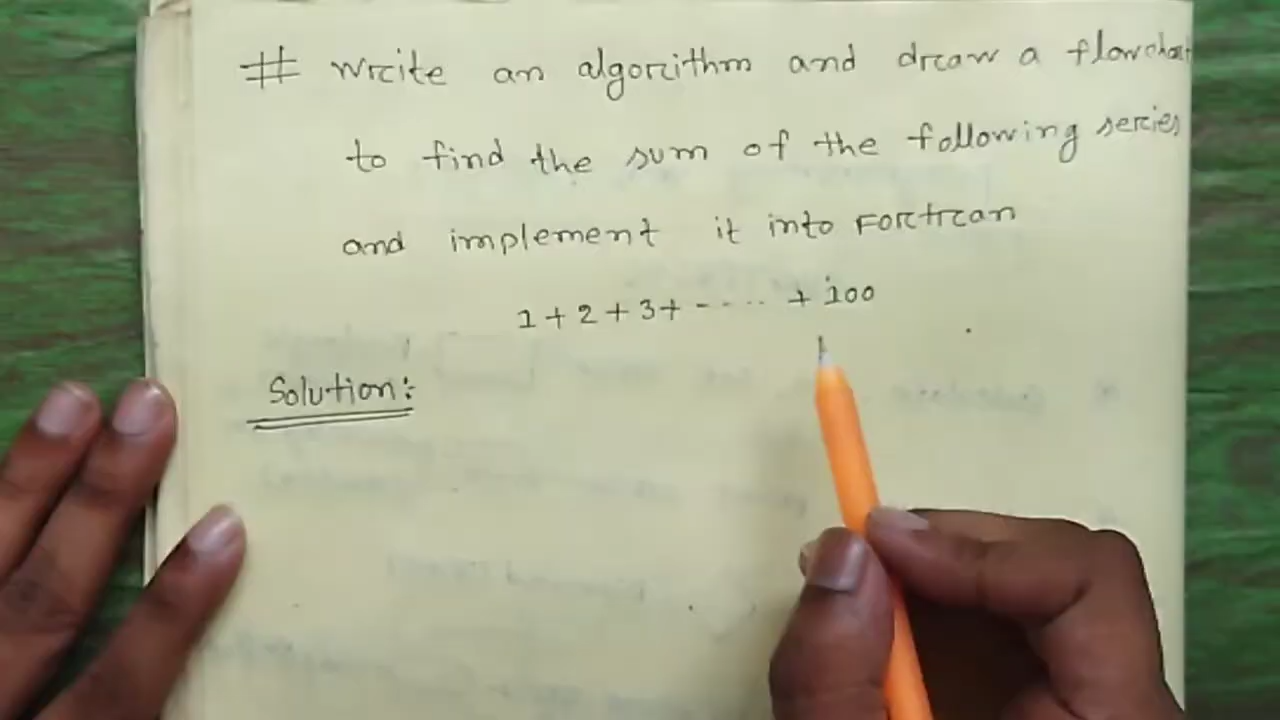 # Write an algorithm and draw a flowchart
to find the sum of the following series
and implement it into Fortran
1 + 2 + 3 + - - - .. + 100
Solution: